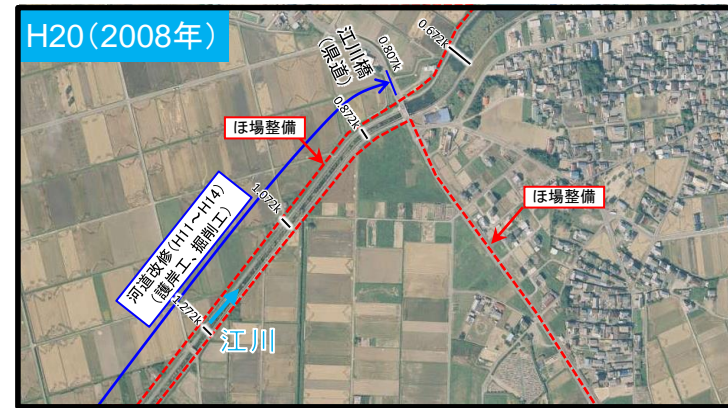 H20（2008年）
江川橋
（県道）
0.807k
0.672k
0.872k
ほ場整備
1.072k
ほ場整備
河道改修（H11～H14）
（護岸工、掘削工）
1.272k
江川